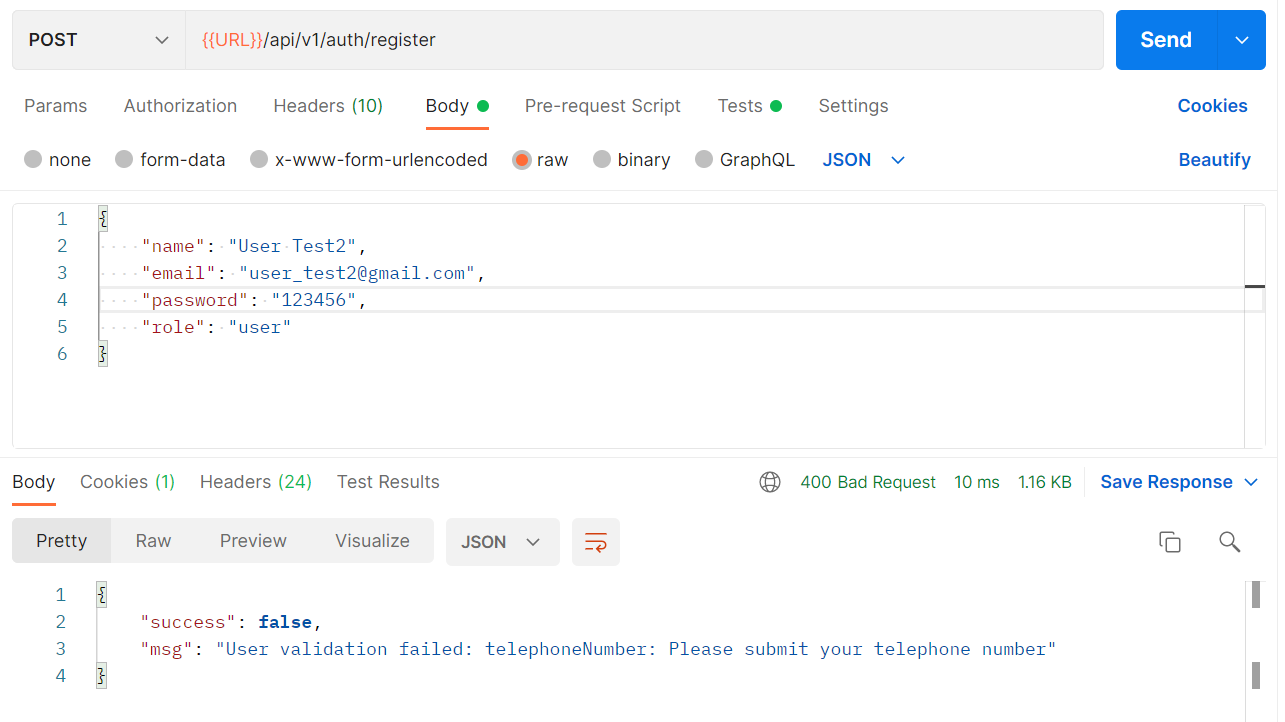 POST {{URL}}/api/v1/auth/register Send
Params Authorization Headers (10) Body Pre-request Script Tests Settings Cookies
none form-data x-www-form-urlencoded raw binary GraphQL JSON Beautify
1 {
2 "name": "User Test2",
3 "email": "user_test2@gmail.com",
4 "password": "123456",
5 "role": "user"
6 }
Body Cookies (1) Headers (24) Test Results 400 Bad Request 10 ms 1.16 KB Save Response
Pretty Raw Preview Visualize JSON
1 {
2 "success": false,
3 "msg": "User validation failed: telephoneNumber: Please submit your telephone number"
4 }